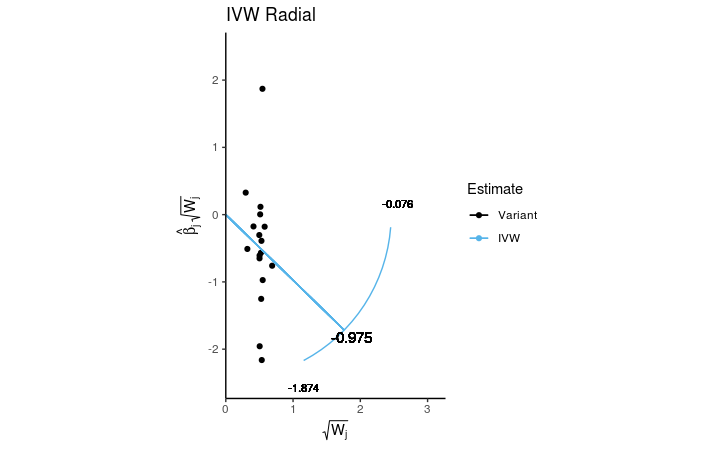 IVW Radial
2
1
0
-1
-2
β̂ⱼ√Wⱼ
-0.076
-0.975
-1.874
0
1
2
3
√Wⱼ
Estimate
Variant
IVW